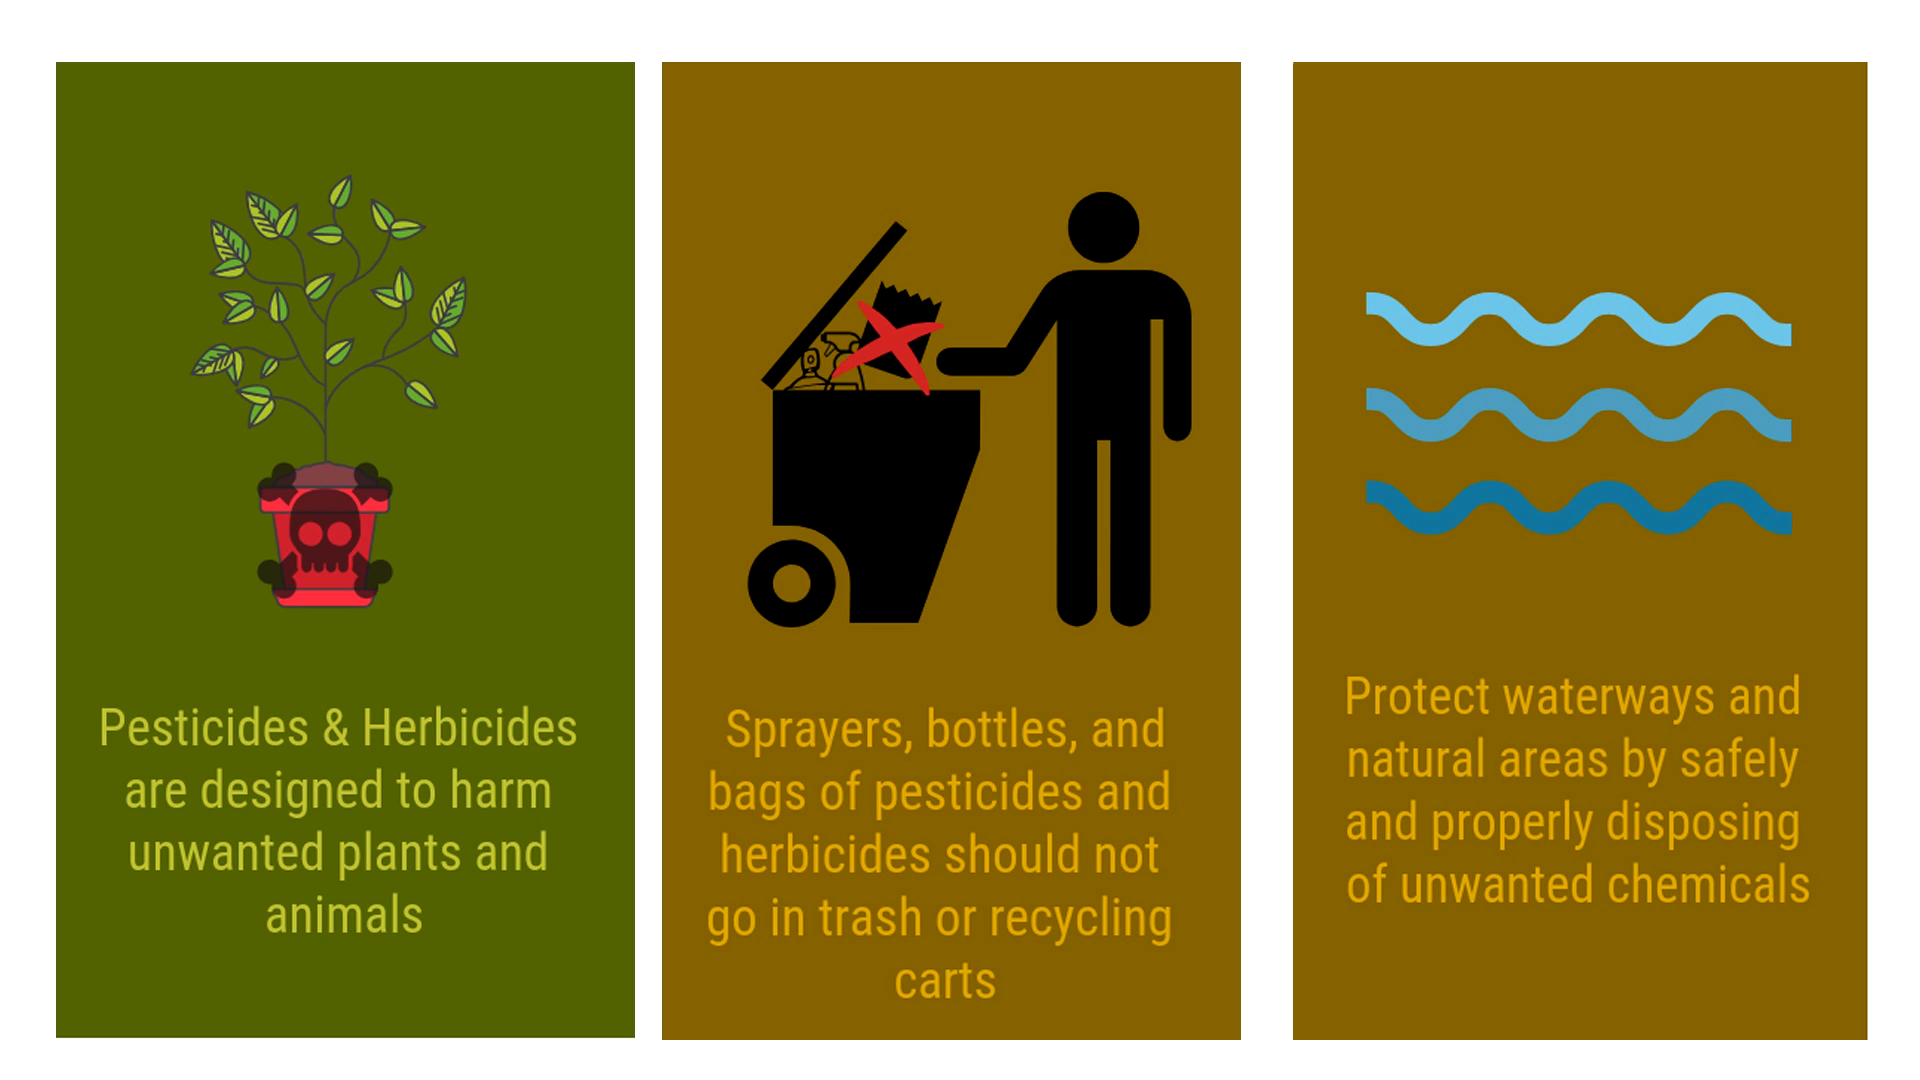 Pesticides & Herbicides
are designed to harm
unwanted plants and
animals
Sprayers, bottles, and
bags of pesticides and
herbicides should not
go in trash or recycling
carts
Protect waterways and
natural areas by safely
and properly disposing
of unwanted chemicals